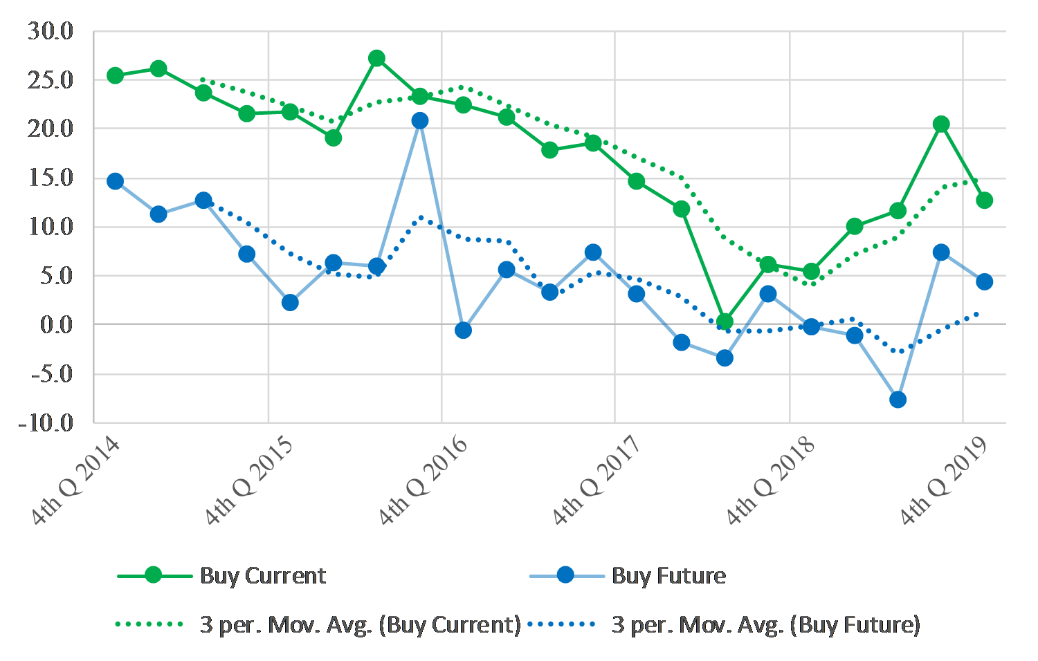 30.0
25.0
20.0
15.0
10.0
5.0
0.0
-5.0
-10.0
4th Q 2014
4th Q 2015
4th Q 2016
4th Q 2017
4th Q 2018
4th Q 2019
Buy Current
Buy Future
3 per. Mov. Avg. (Buy Current)
3 per. Mov. Avg. (Buy Future)